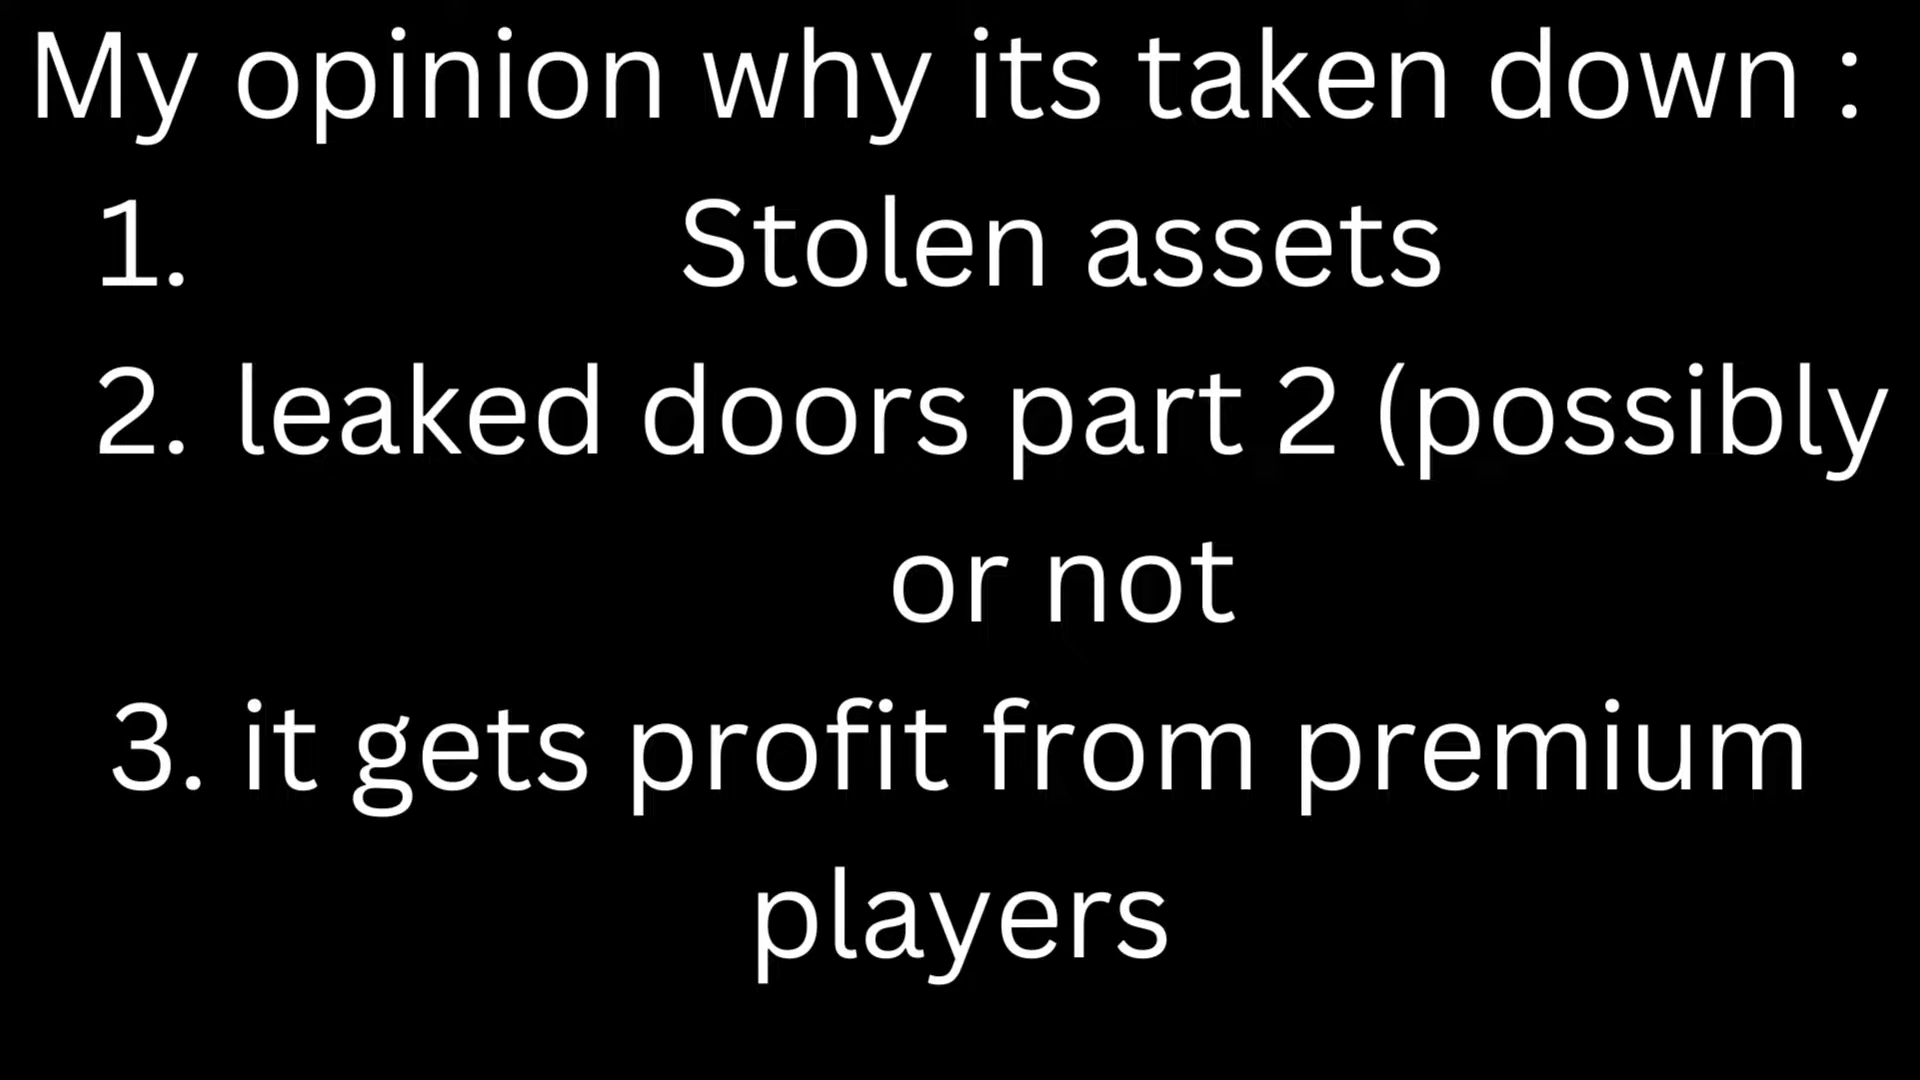 My opinion why its taken down :
1. Stolen assets
2. leaked doors part 2 (possibly
or not
3. it gets profit from premium
players